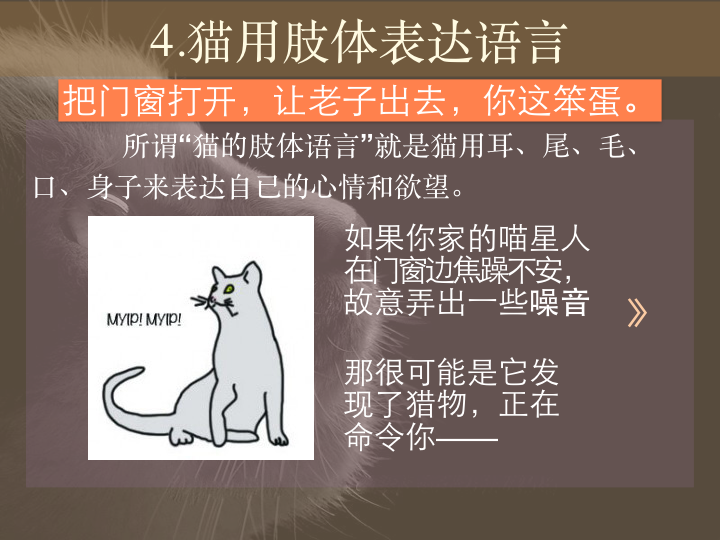 4.猫用肢体表达语言
把门窗打开，让老子出去，你这笨蛋。
所谓“猫的肢体语言”就是猫用耳、尾、毛、
口、身子来表达自已的心情和欲望。
如果你家的喵星人
在门窗边焦躁不安，
故意弄出一些噪音
》
MYIP! MYIP!
那很可能是它发
现了猎物，正在
命令你——